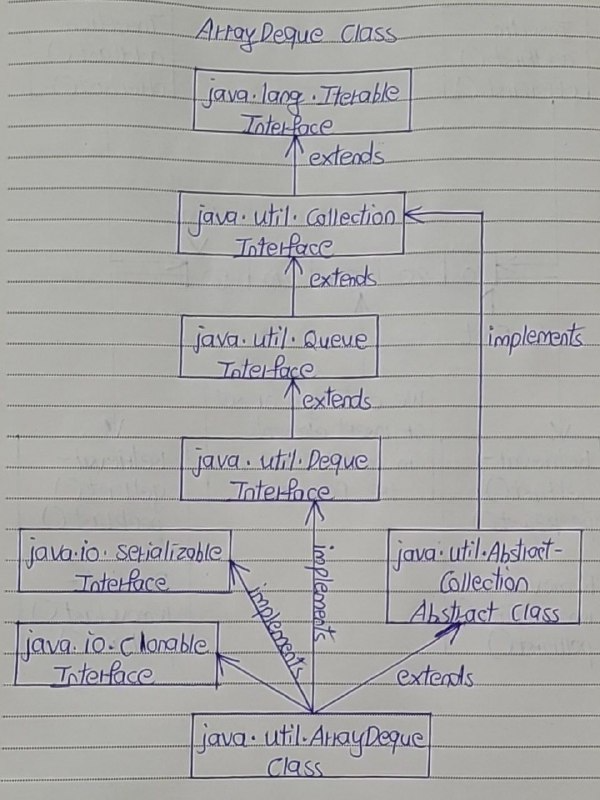 ArrayDeque Class
java.lang.Iterable
Interface
extends
java.util.Collection
Interface
extends
java.util.Queue
Interface
extends
java.util.Deque
Interface
implements
java.io.serializable
Interface
implements
implements
java.util.Abstract-
Collection
Abstract Class
java.io.Clonable
Interface
extends
java.util.ArrayDeque
Class